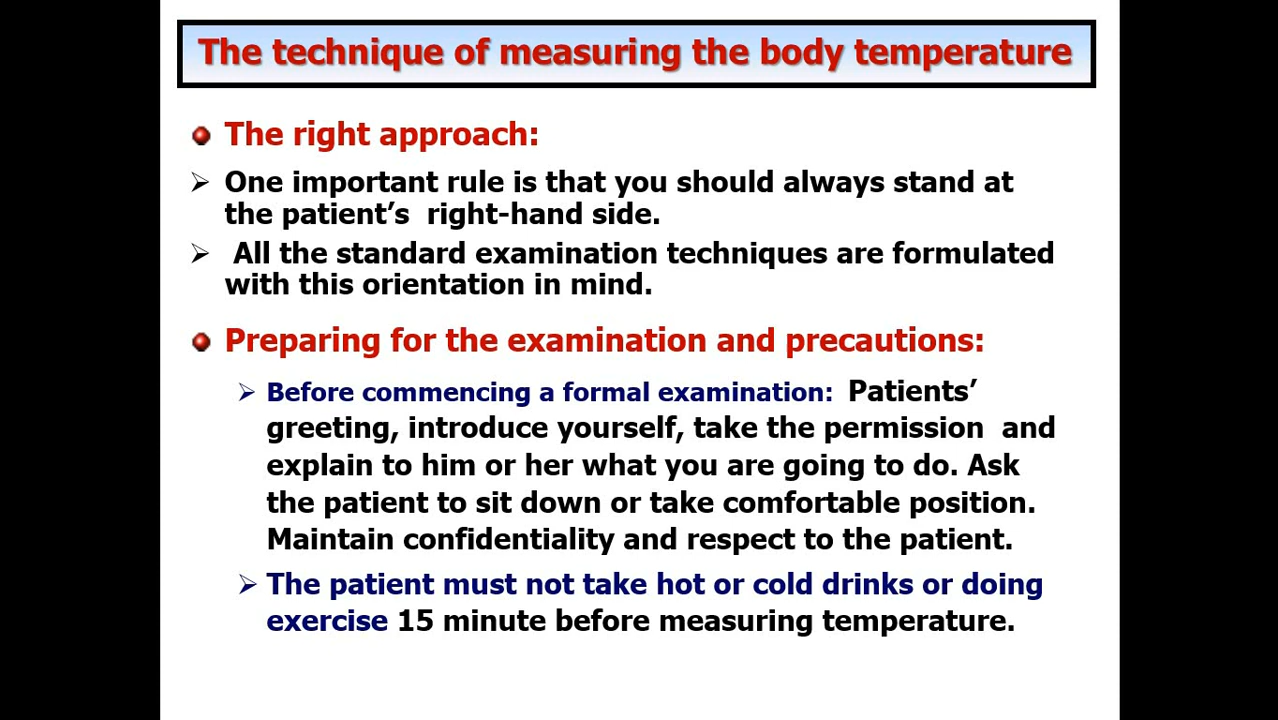 The technique of measuring the body temperature
The right approach:
One important rule is that you should always stand at
the patient’s  right-hand side.
All the standard examination techniques are formulated
with this orientation in mind.
Preparing for the examination and precautions:
Before commencing a formal examination:  Patients’
greeting, introduce yourself, take the permission  and
explain to him or her what you are going to do. Ask
the patient to sit down or take comfortable position.
Maintain confidentiality and respect to the patient.
The patient must not take hot or cold drinks or doing
exercise 15 minute before measuring temperature.